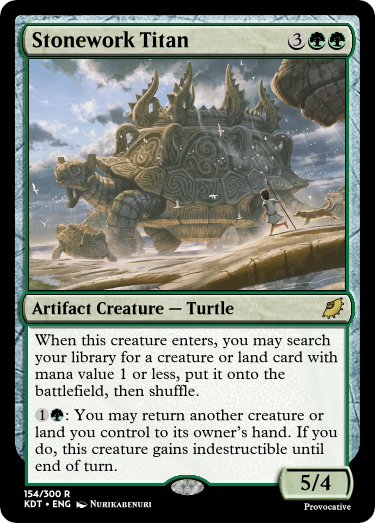 Stonework Titan 3
Artifact Creature — Turtle
When this creature enters, you may search
your library for a creature or land card with
mana value 1 or less, put it onto the
battlefield, then shuffle.
1: You may return another creature or
land you control to its owner's hand. If you
do, this creature gains indestructible until
end of turn.
5/4
154/300 R
KDT • ENG Nurikabenuri
Provocative